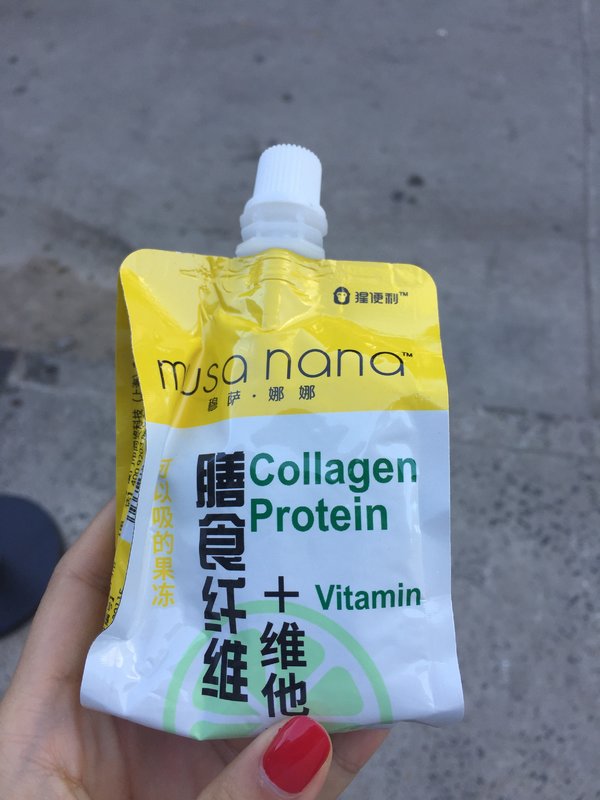 猩便利™
musa nana™
穆萨·娜娜
可以吸的果冻
膳食纤维
Collagen
Protein
+维他
Vitamin